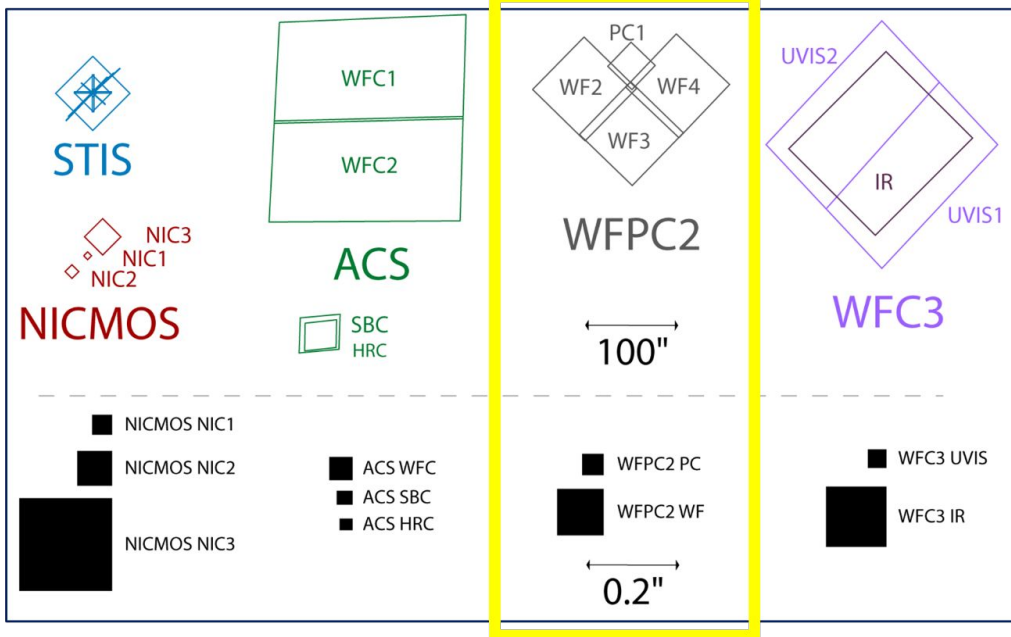 STIS
NIC3
NIC1
NIC2
NICMOS
WFC1
WFC2
ACS
SBC
HRC
PC1
WF2
WF4
WF3
WFPC2
100"
UVIS2
IR
UVIS1
WFC3
NICMOS NIC1
NICMOS NIC2
NICMOS NIC3
ACS WFC
ACS SBC
ACS HRC
WFPC2 PC
WFPC2 WF
0.2"
WFC3 UVIS
WFC3 IR